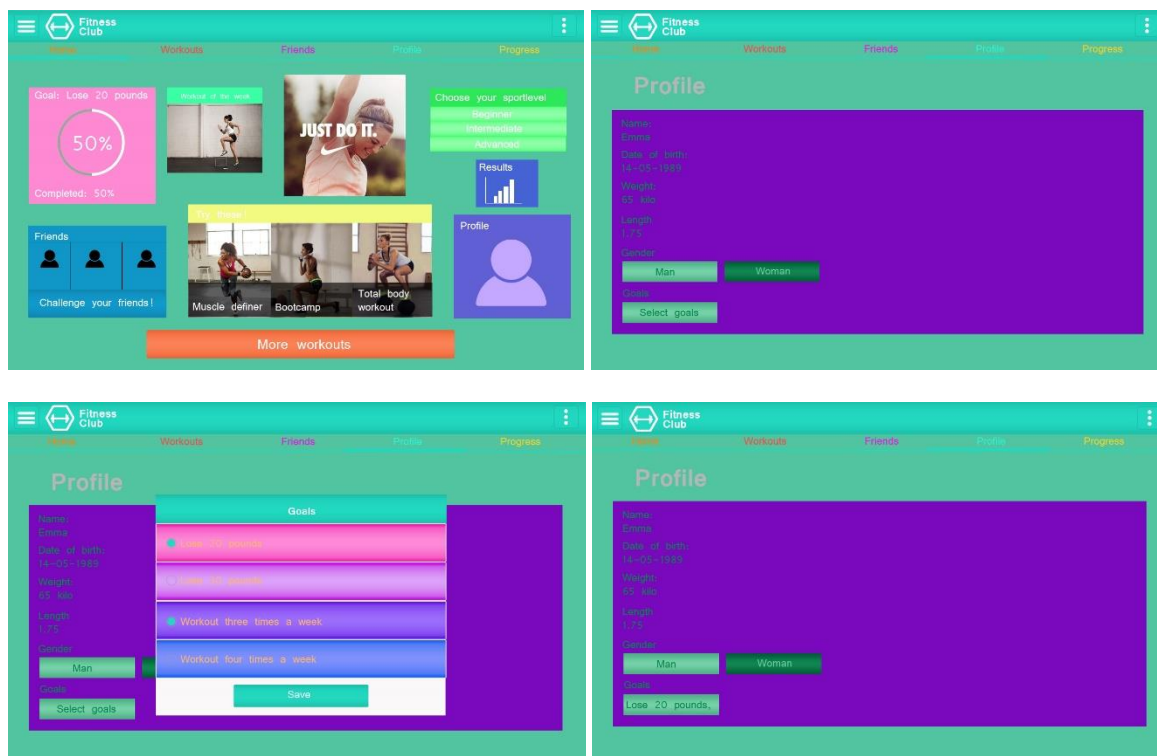 Fitness
Club
Home Workouts Friends Profile Progress
Goal: Lose 20 pounds
50%
Completed: 50%
Workout of the week
JUST DO IT.
Choose your sportlevel
Beginner
Intermediate
Advanced
Results
Friends
Challenge your friends!
Try these!
Muscle definer
Bootcamp
Total body
workout
Profile
More workouts
Fitness
Club
Home Workouts Friends Profile Progress
Profile
Name:
Emma
Date of birth:
14-05-1989
Weight:
65 kilo
Length
1.75
Gender
Man Woman
Goals
Select goals
Fitness
Club
Home Workouts Friends Profile Progress
Profile
Name:
Emma
Date of birth:
14-05-1989
Weight:
65 kilo
Length
1.75
Gender
Man
Goals
Select goals
Goals
Lose 20 pounds
Lose 10 pounds
Workout three times a week
Workout four times a week
Save
Fitness
Club
Home Workouts Friends Profile Progress
Profile
Name:
Emma
Date of birth:
14-05-1989
Weight:
65 kilo
Length
1.75
Gender
Man Woman
Goals
Lose 20 pounds,